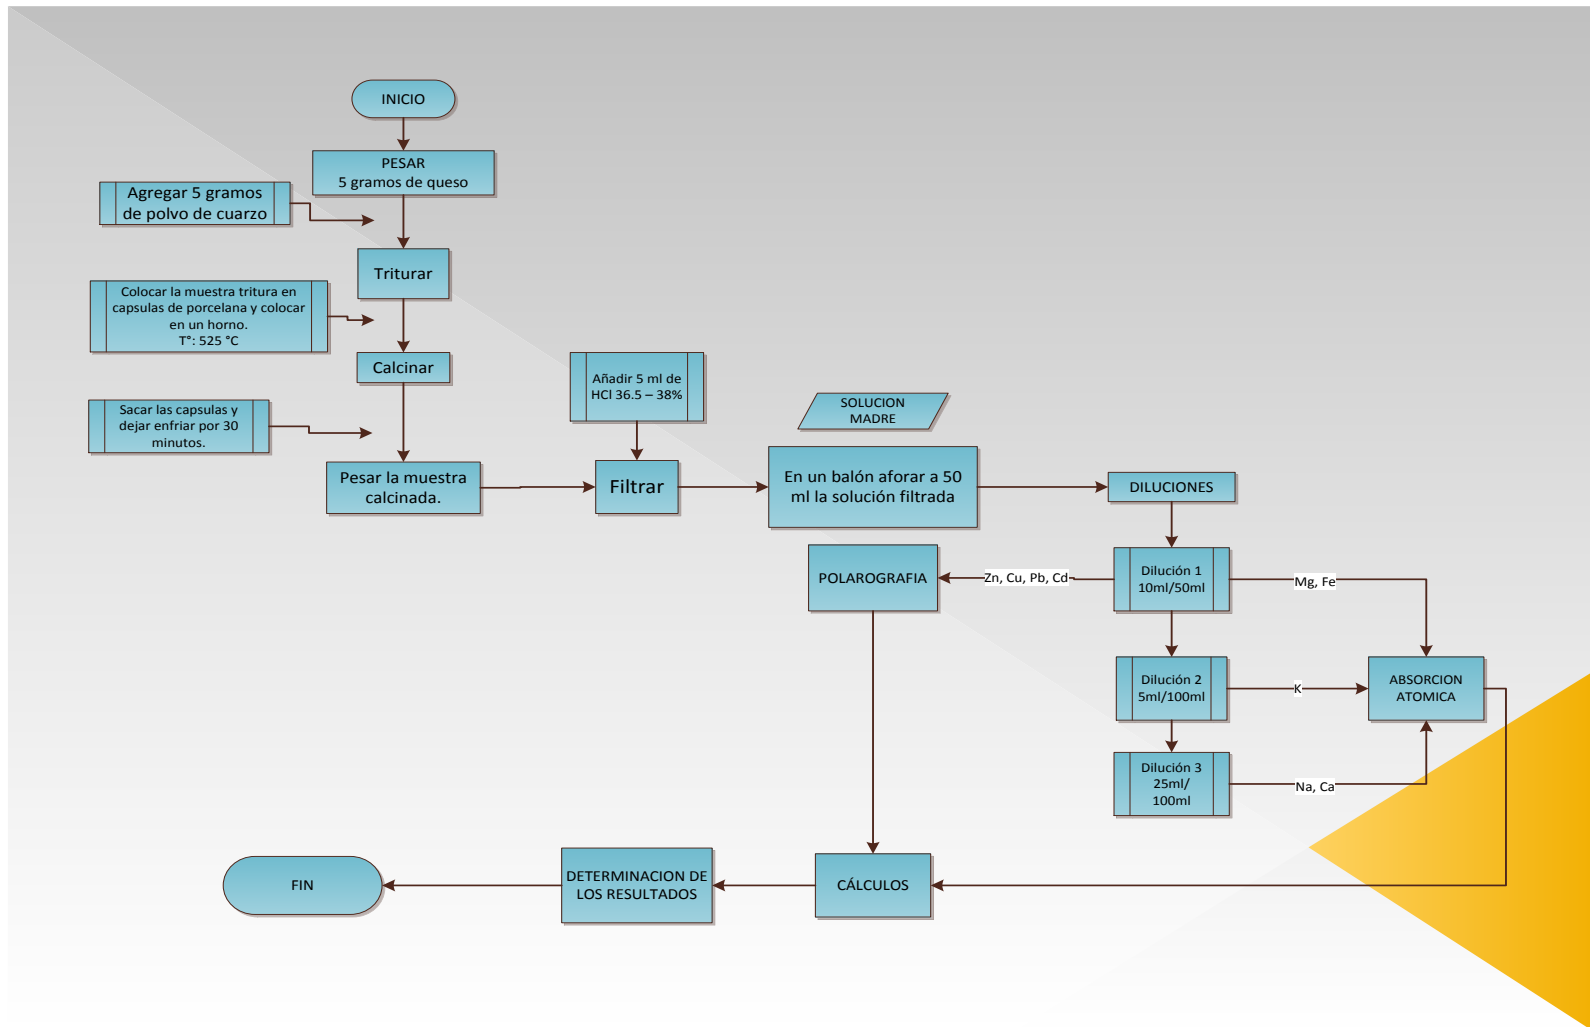 INICIO
PESAR
5 gramos de queso
Agregar 5 gramos
de polvo de cuarzo
Triturar
Colocar la muestra tritura en
capsulas de porcelana y colocar
en un horno.
T°: 525 °C
Calcinar
Sacar las capsulas y
dejar enfriar por 30
minutos.
Pesar la muestra
calcinada.
Añadir 5 ml de
HCl 36.5 – 38%
Filtrar
SOLUCION
MADRE
En un balón aforar a 50
ml la solución filtrada
DILUCIONES
Dilución 1
10ml/50ml
Zn, Cu, Pb, Cd
POLAROGRAFIA
Mg, Fe
Dilución 2
5ml/100ml
K
ABSORCION
ATOMICA
Dilución 3
25ml/
100ml
Na, Ca
CÁLCULOS
DETERMINACION DE
LOS RESULTADOS
FIN